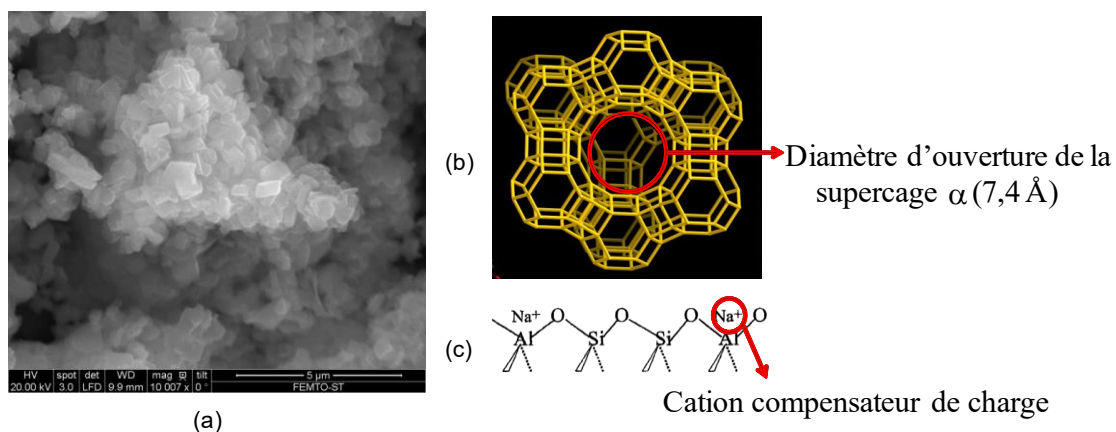 (b)
Diamètre d'ouverture de la
supercage α (7,4 Å)
Na⁺ O O O Na⁺ O
Al Si Si Al
(c)
Cation compensateur de charge
HV spot det WD mag tilt
20.00 kV 3.0 LFD 9.9 mm 10 007 x 0°
5 µm
FEMTO-ST
(a)